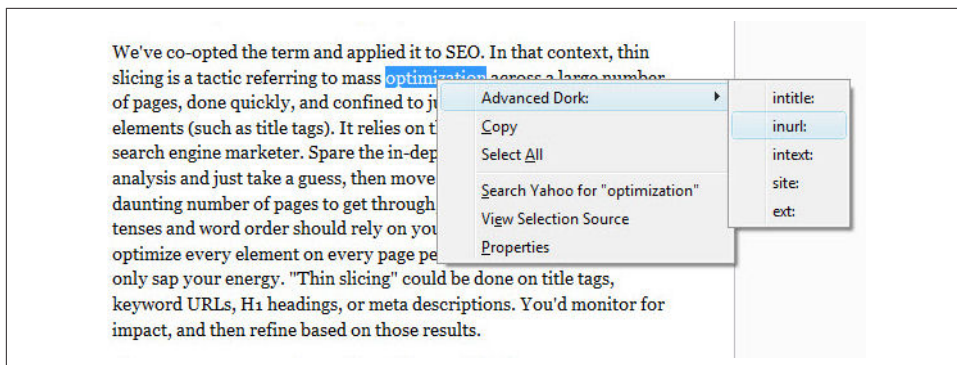 We've co-opted the term and applied it to SEO. In that context, thin
slicing is a tactic referring to mass optimization across a large number
of pages, done quickly, and confined to
elements (such as title tags). It relies on
search engine marketer. Spare the in-dep
analysis and just take a guess, then move
daunting number of pages to get through
tenses and word order should rely on you
optimize every element on every page pe
only sap your energy. "Thin slicing" could be done on title tags,
keyword URLs, H1 headings, or meta descriptions. You'd monitor for
impact, and then refine based on those results.
Advanced Dork:
Copy
Select All
Search Yahoo for "optimization"
View Selection Source
Properties
intitle:
inurl:
intext:
site:
ext: